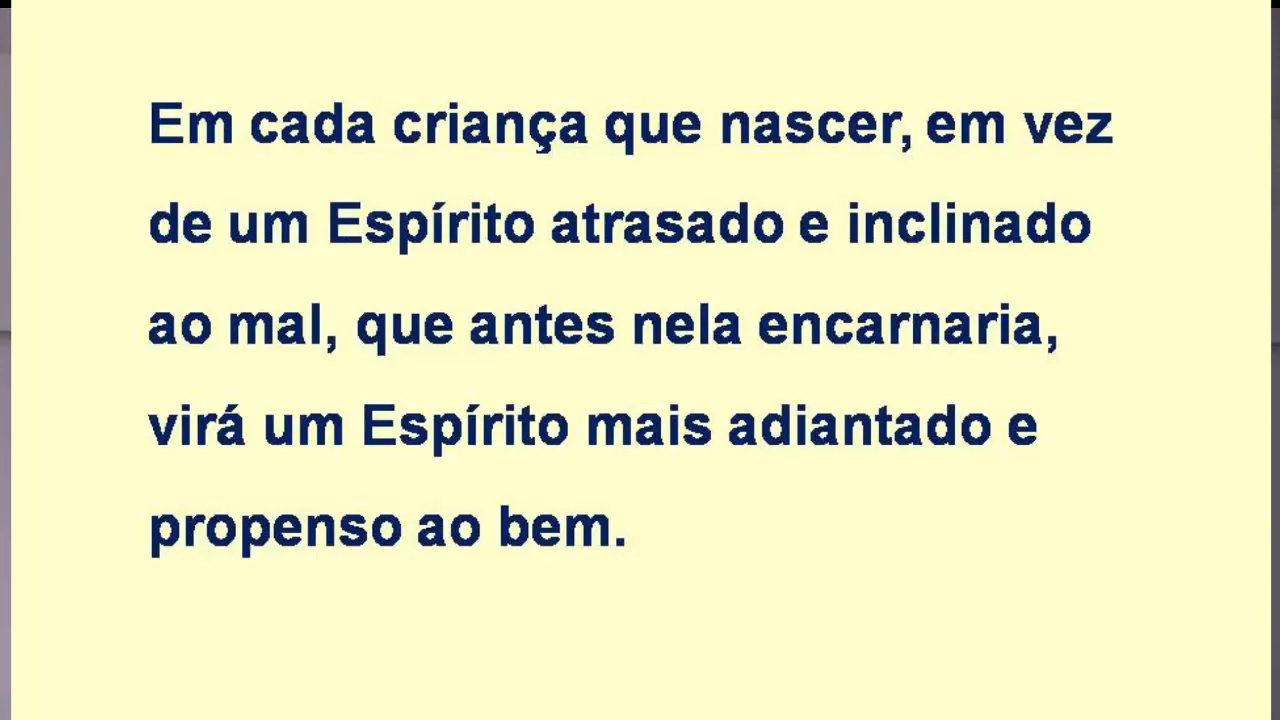 Em cada criança que nascer, em vez
de um Espírito atrasado e inclinado
ao mal, que antes nela encarnaria,
virá um Espírito mais adiantado e
propenso ao bem.